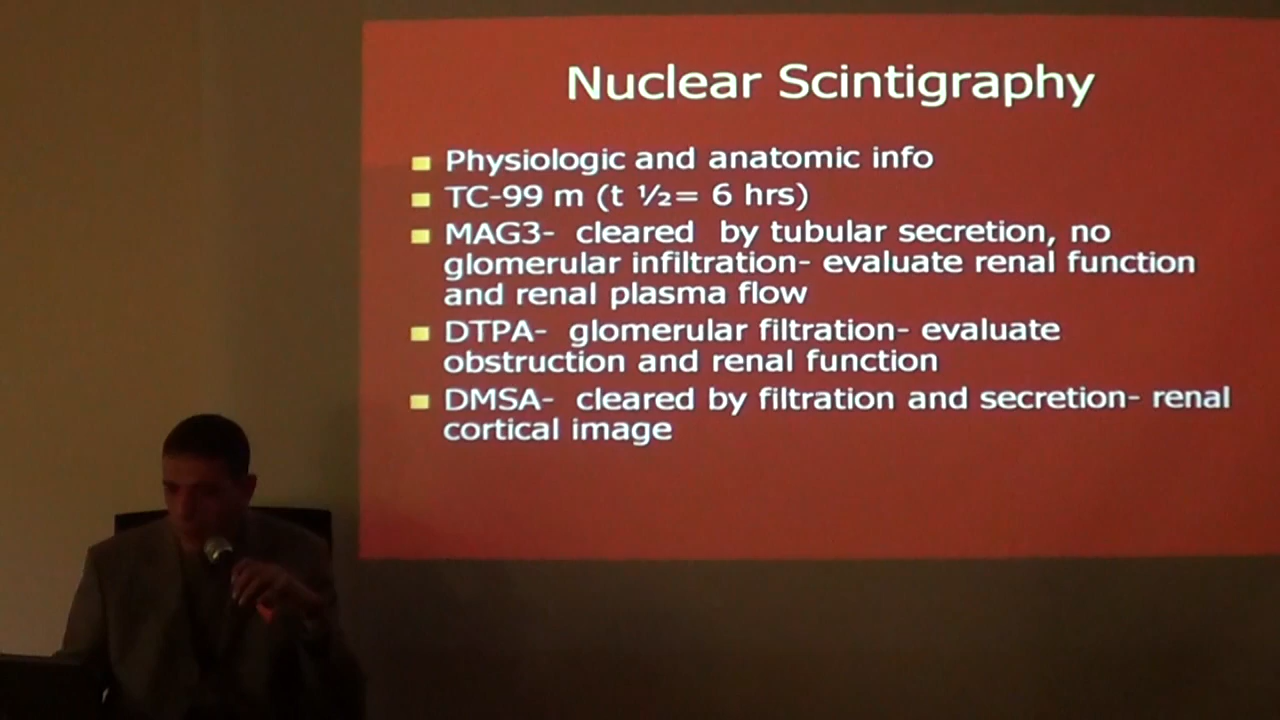 Nuclear Scintigraphy
Physiologic and anatomic info
TC-99 m (t ½= 6 hrs)
MAG3- cleared by tubular secretion, no
glomerular infiltration- evaluate renal function
and renal plasma flow
DTPA- glomerular filtration- evaluate
obstruction and renal function
DMSA- cleared by filtration and secretion- renal
cortical image